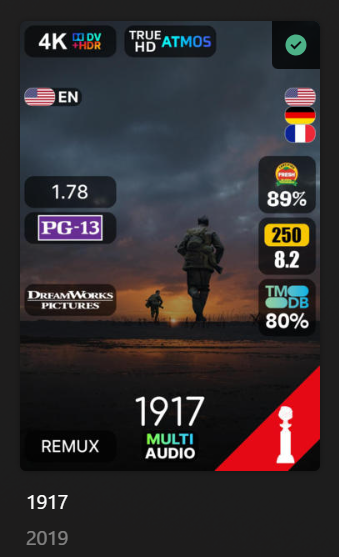 4K DV +HDR
TRUE HD ATMOS
EN
1.78
PG-13
DREAMWORKS
PICTURES
FRESH
89%
250
8.2
TMDB
80%
1917
MULTI
AUDIO
REMUX
1917
2019